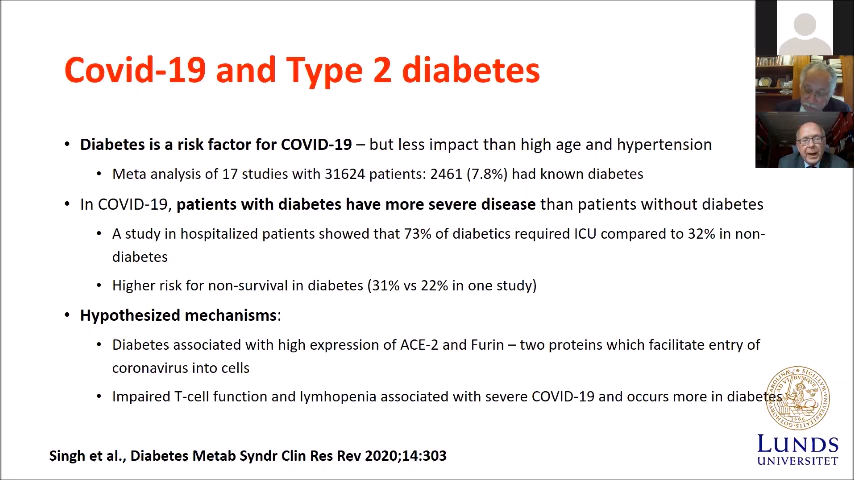 Covid-19 and Type 2 diabetes
• Diabetes is a risk factor for COVID-19 – but less impact than high age and hypertension
• Meta analysis of 17 studies with 31624 patients: 2461 (7.8%) had known diabetes
• In COVID-19, patients with diabetes have more severe disease than patients without diabetes
• A study in hospitalized patients showed that 73% of diabetics required ICU compared to 32% in non-
diabetes
• Higher risk for non-survival in diabetes (31% vs 22% in one study)
• Hypothesized mechanisms:
• Diabetes associated with high expression of ACE-2 and Furin – two proteins which facilitate entry of
coronavirus into cells
• Impaired T-cell function and lymhopenia associated with severe COVID-19 and occurs more in diabetes
Singh et al., Diabetes Metab Syndr Clin Res Rev 2020;14:303
LUNDS
UNIVERSITET